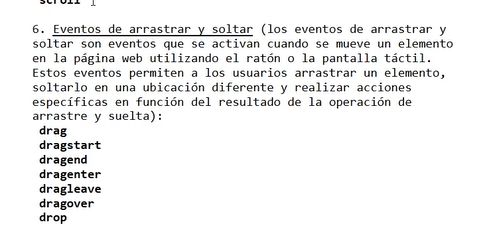 scroll
6. Eventos de arrastrar y soltar (los eventos de arrastrar y
soltar son eventos que se activan cuando se mueve un elemento
en la página web utilizando el ratón o la pantalla táctil.
Estos eventos permiten a los usuarios arrastrar un elemento,
soltarlo en una ubicación diferente y realizar acciones
específicas en función del resultado de la operación de
arrastre y suelta):
drag
dragstart
dragend
dragenter
dragleave
dragover
drop